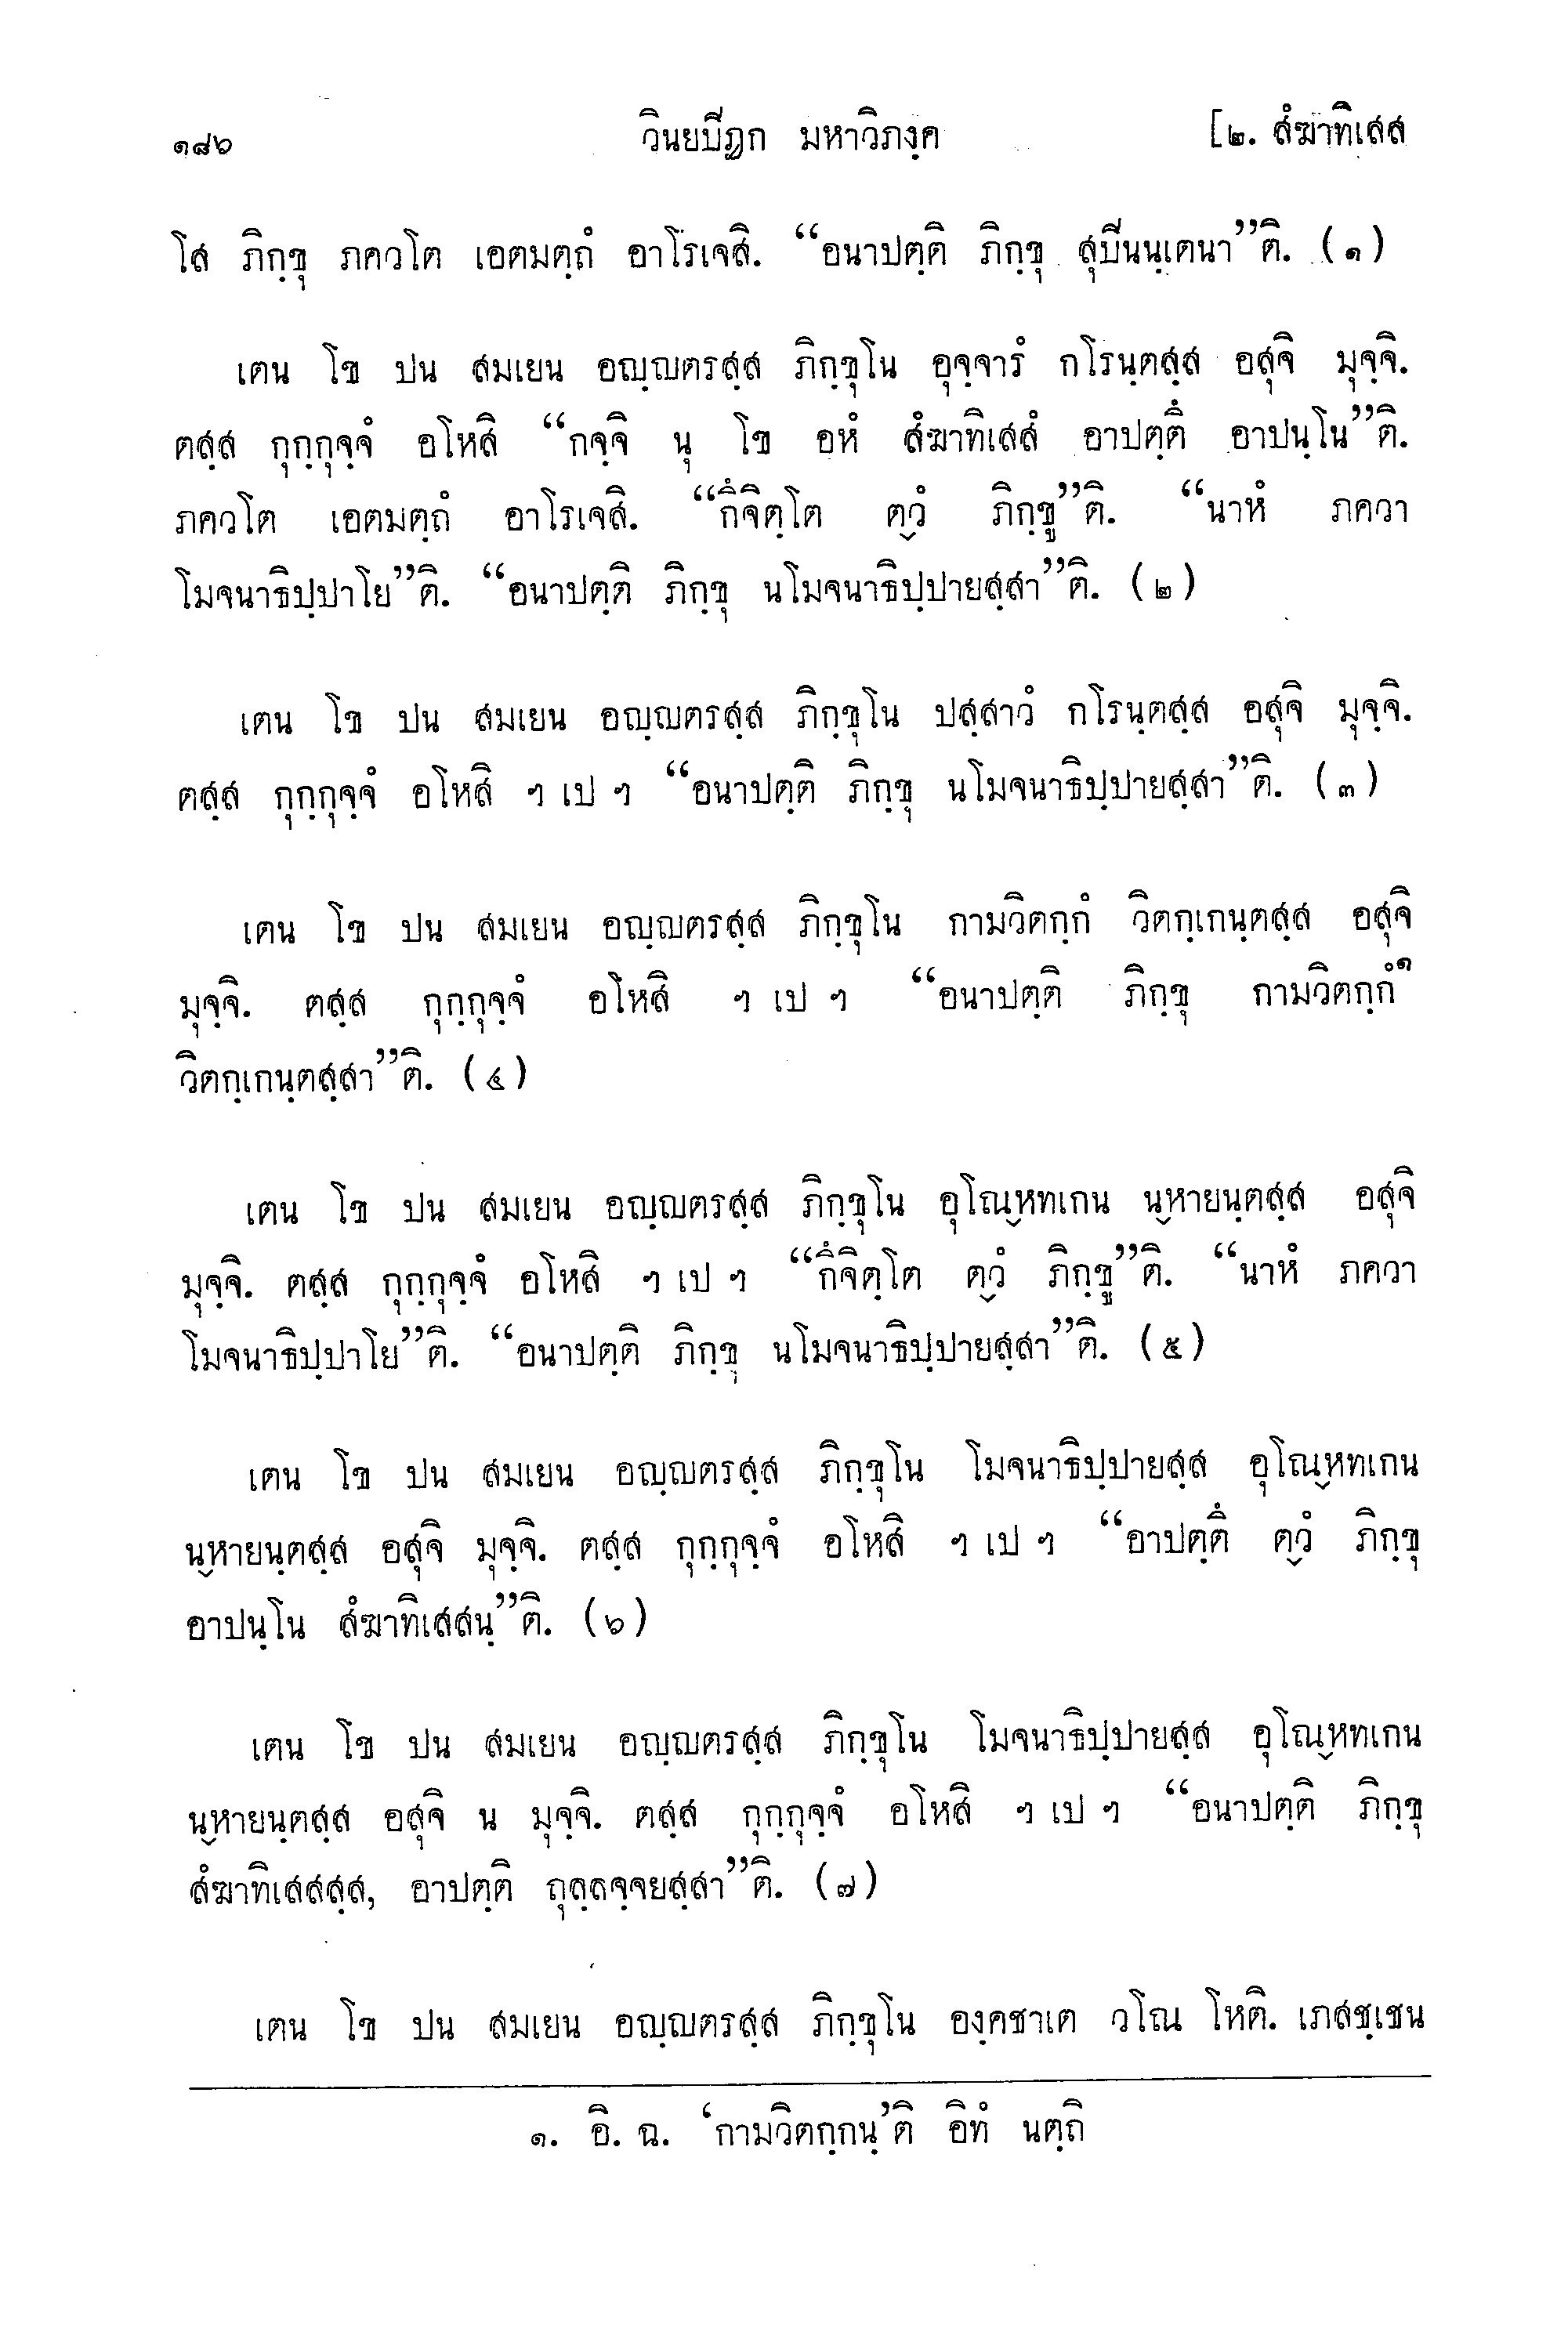 ๑๘๖ วินยบีฎก มหาวิภงฺค [๒. สํฆาทิเสส
โส ภิกฺขุ ภควโต เอตมตฺถํ อาโรเจสิ. “อนาปตฺติ ภิกฺขุ สุบีนนฺเตนา”ติ. (๑)
เตน โข ปน สมเยน อญฺญตรสฺส ภิกฺขุโน อุจฺจารํ กโรนฺตสฺส อสุจิ มุจฺจิ.
ตสฺส กุกฺกุจฺจํ อโหสิ “กจฺจิ นุ โข อหํ สํฆาทิเสสํ อาปตฺตึ อาปนฺโน”ติ.
ภควโต เอตมตฺถํ อาโรเจสิ. “กึจิตฺโต ตฺวํ ภิกฺขู”ติ. “นาหํ ภควา
โมจนาธิปฺปาโย”ติ. “อนาปตฺติ ภิกฺขุ นโมจนาธิปฺปายสฺสา”ติ. (๒)
เตน โข ปน สมเยน อญฺญตรสฺส ภิกฺขุโน ปสฺสาวํ กโรนฺตสฺส อสุจิ มุจฺจิ.
ตสฺส กุกฺกุจฺจํ อโหสิ ฯ เป ฯ “อนาปตฺติ ภิกฺขุ นโมจนาธิปฺปายสฺสา”ติ. (๓)
เตน โข ปน สมเยน อญฺญตรสฺส ภิกฺขุโน กามวิตกฺกํ วิตกฺเกนฺตสฺส อสุจิ
มุจฺจิ. ตสฺส กุกฺกุจฺจํ อโหสิ ฯ เป ฯ “อนาปตฺติ ภิกฺขุ กามวิตกฺกํ๑
วิตกฺเกนฺตสฺสา”ติ. (๔)
เตน โข ปน สมเยน อญฺญตรสฺส ภิกฺขุโน อุโณฺหทเกน นฺหายนฺตสฺส อสุจิ
มุจฺจิ. ตสฺส กุกฺกุจฺจํ อโหสิ ฯ เป ฯ “กึจิตฺโต ตฺวํ ภิกฺขู”ติ. “นาหํ ภควา
โมจนาธิปฺปาโย”ติ. “อนาปตฺติ ภิกฺขุ นโมจนาธิปฺปายสฺสา”ติ. (๕)
เตน โข ปน สมเยน อญฺญตรสฺส ภิกฺขุโน โมจนาธิปฺปายสฺส อุโณฺหทเกน
นฺหายนฺตสฺส อสุจิ มุจฺจิ. ตสฺส กุกฺกุจฺจํ อโหสิ ฯ เป ฯ “อาปตฺตึ ตฺวํ ภิกฺขุ
อาปนฺโน สํฆาทิเสสนฺ”ติ. (๖)
เตน โข ปน สมเยน อญฺญตรสฺส ภิกฺขุโน โมจนาธิปฺปายสฺส อุโณฺหทเกน
นฺหายนฺตสฺส อสุจิ น มุจฺจิ. ตสฺส กุกฺกุจฺจํ อโหสิ ฯ เป ฯ “อนาปตฺติ ภิกฺขุ
สํฆาทิเสสสฺส, อาปตฺติ ถุลฺลจฺจยสฺสา”ติ. (๗)
เตน โข ปน สมเยน อญฺญตรสฺส ภิกฺขุโน องฺคชาเต วโณ โหติ. เภสชฺเชน
๑. อิ. ฉ. ‘กามวิตกฺกนฺ’ติ อิทํ นตฺถิ